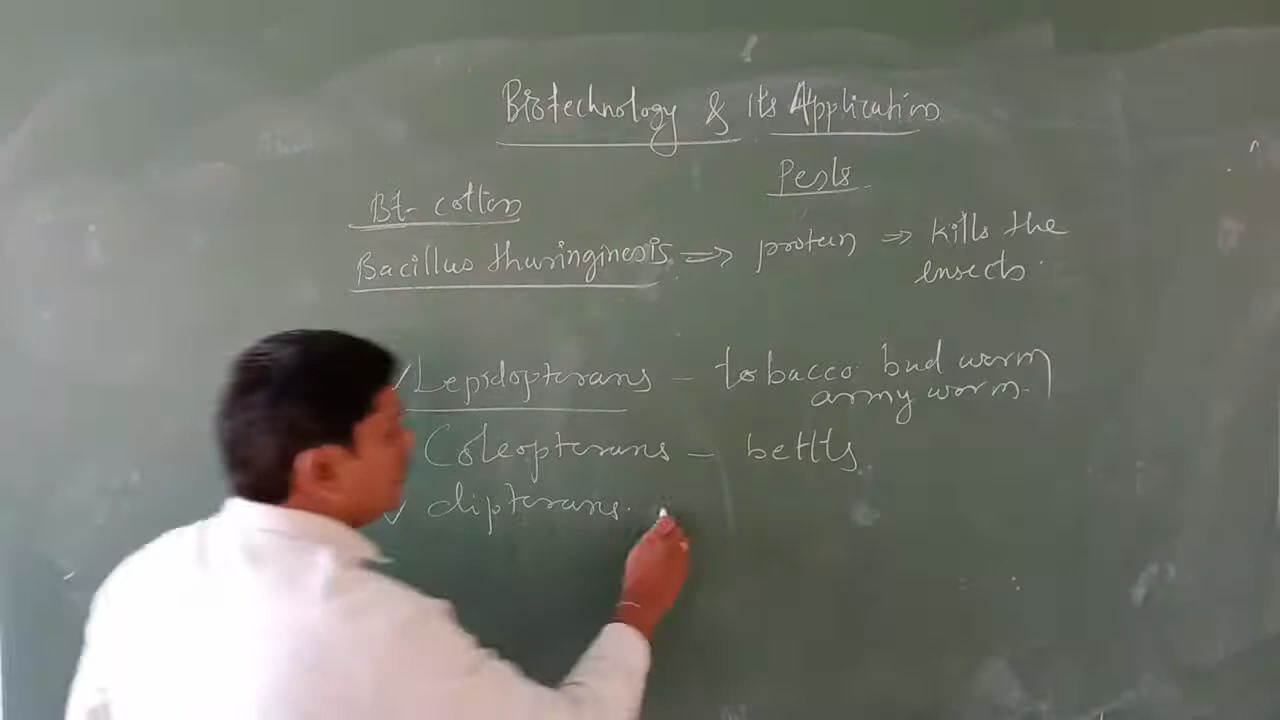 Biotechnology & Its Application
Pests
Bt- cotton
Bacillus thuringinesis ⇒ protein ⇒ kills the
insects.
✓ Lepidopterans - tobacco bud worm
army worm.
Coleopterans - bettls
✓ dipterans.